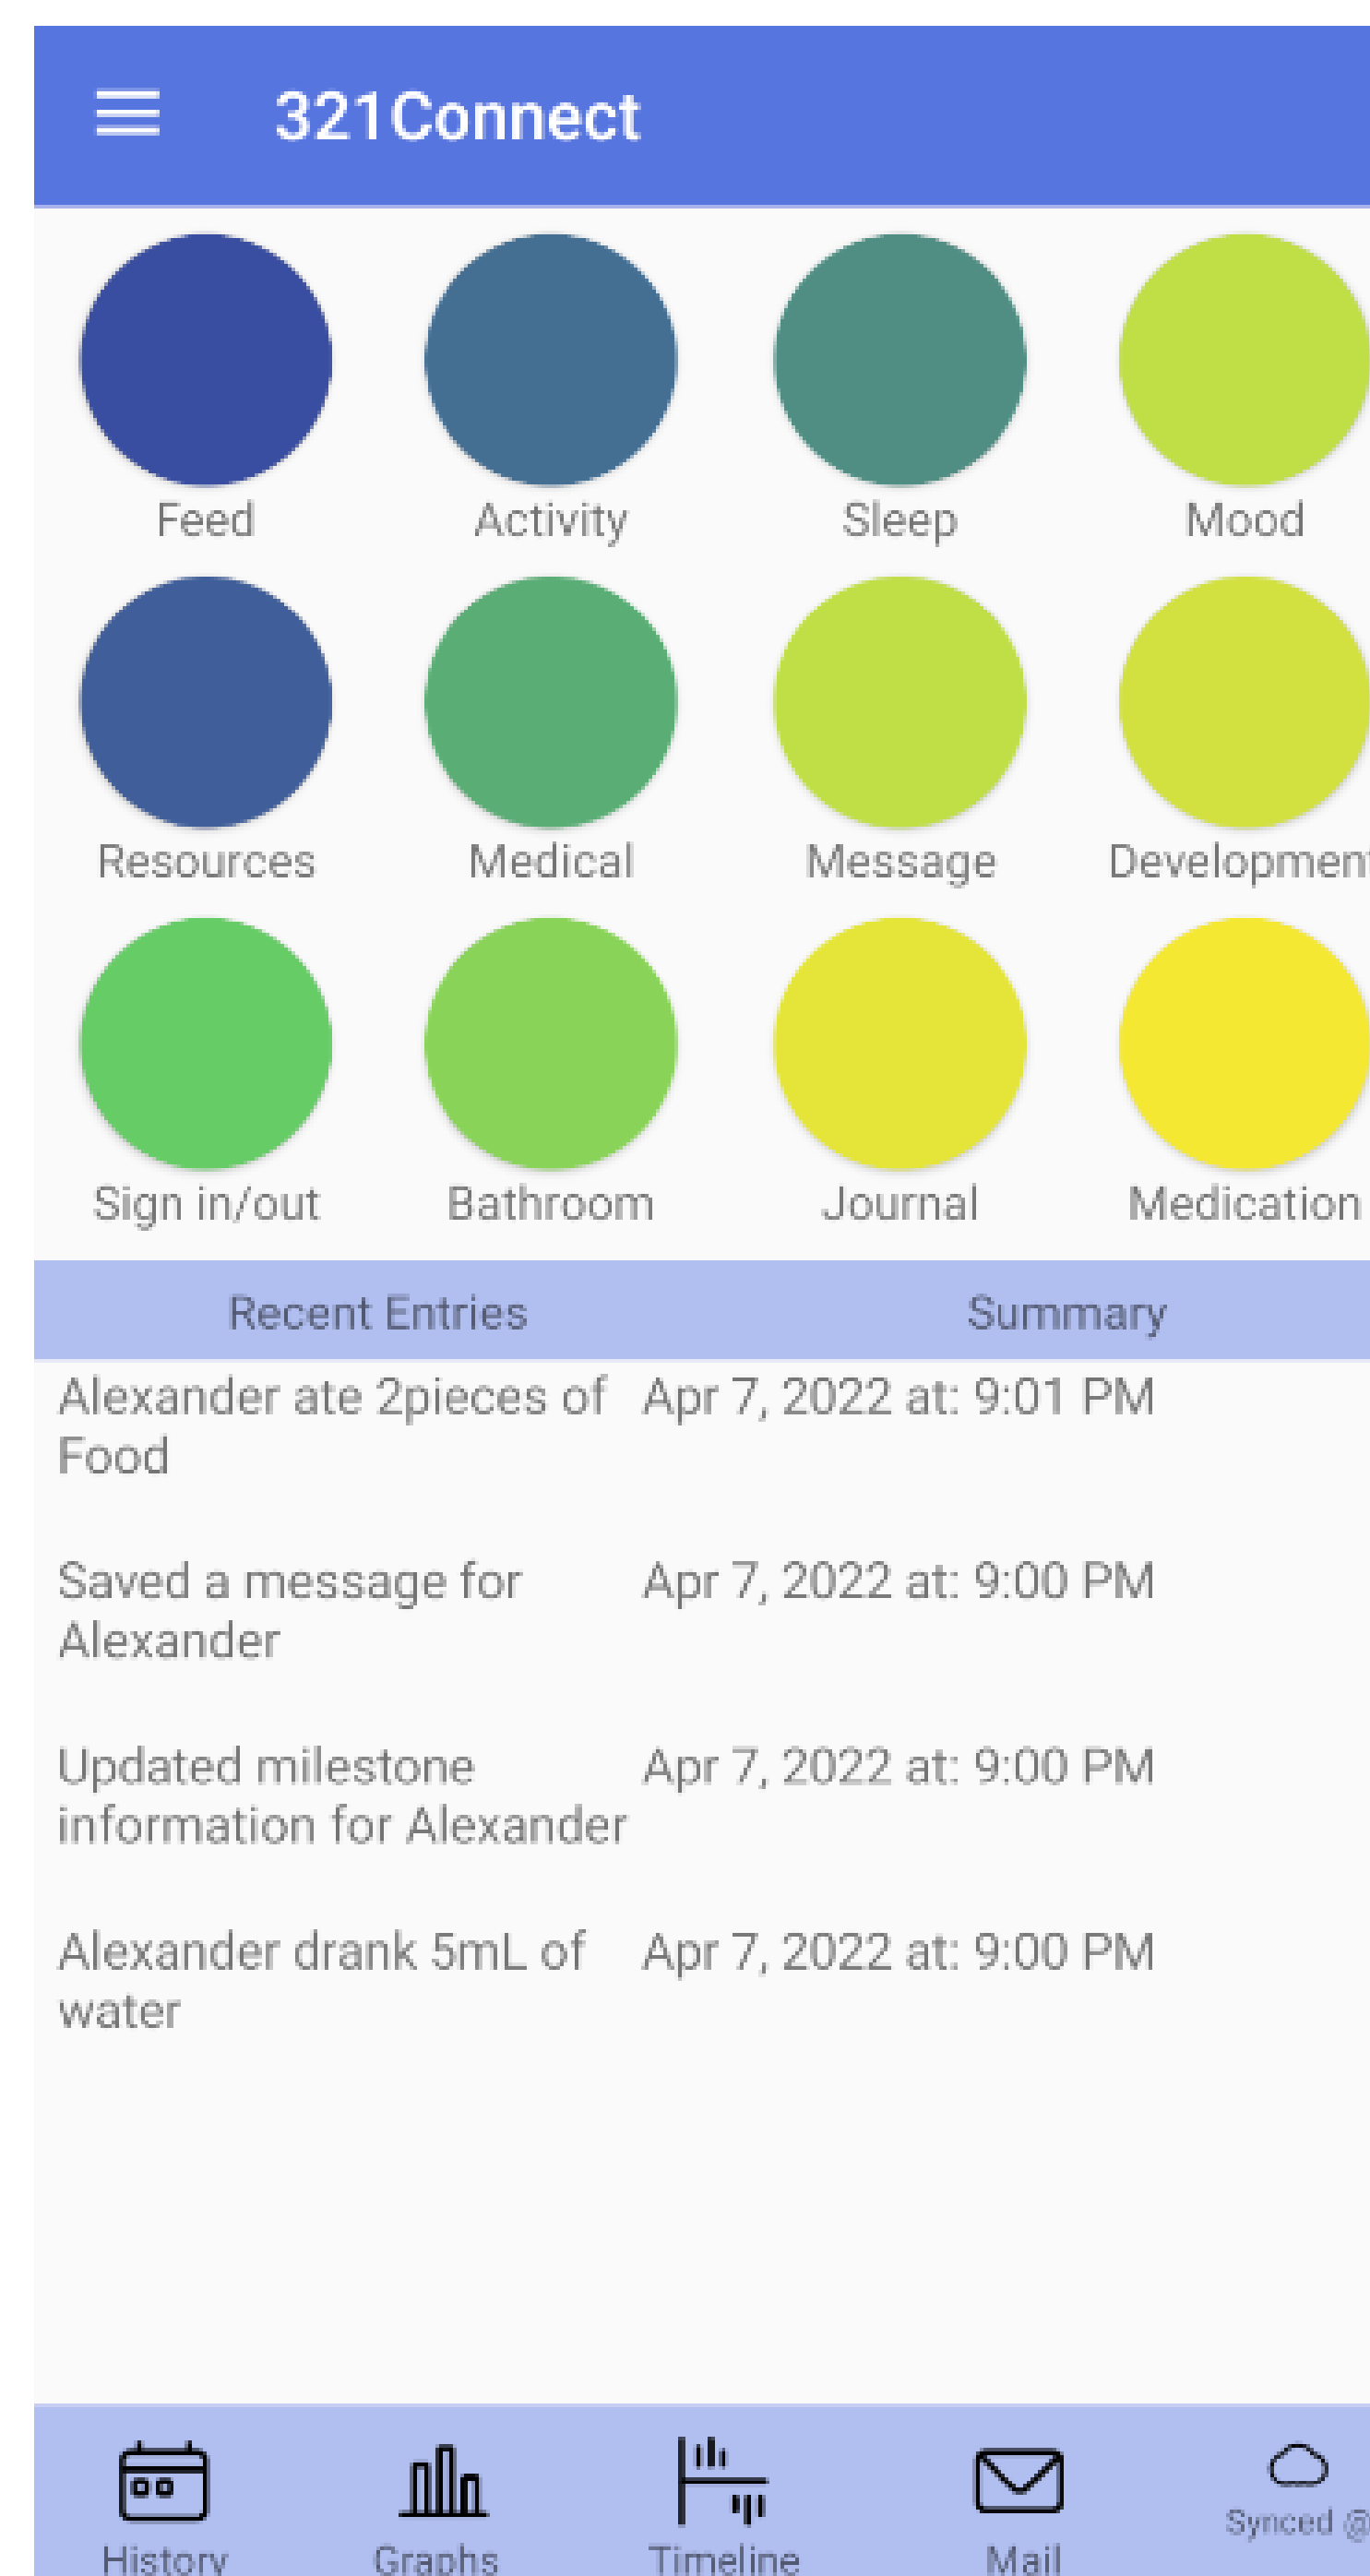 321Connect
Feed Activity Sleep Mood
Resources Medical Message Development
Sign in/out Bathroom Journal Medication
Recent Entries Summary
Alexander ate 2pieces of Apr 7, 2022 at: 9:01 PM
Food
Saved a message for Apr 7, 2022 at: 9:00 PM
Alexander
Updated milestone Apr 7, 2022 at: 9:00 PM
information for Alexander
Alexander drank 5mL of Apr 7, 2022 at: 9:00 PM
water
Synced @
History Graphs Timeline Mail